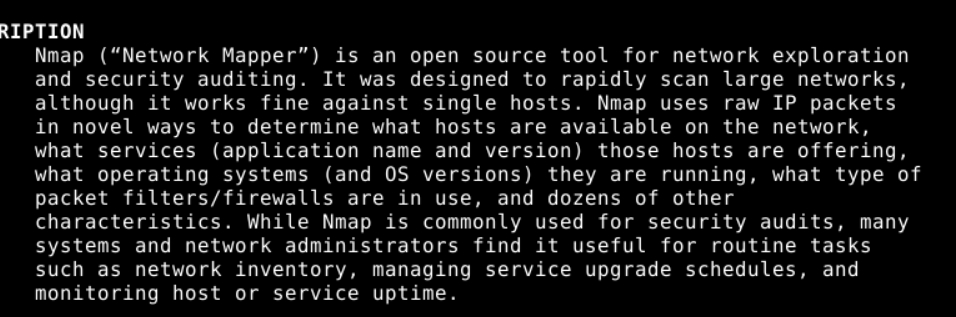 RIPTION
Nmap (“Network Mapper”) is an open source tool for network exploration
and security auditing. It was designed to rapidly scan large networks,
although it works fine against single hosts. Nmap uses raw IP packets
in novel ways to determine what hosts are available on the network,
what services (application name and version) those hosts are offering,
what operating systems (and OS versions) they are running, what type of
packet filters/firewalls are in use, and dozens of other
characteristics. While Nmap is commonly used for security audits, many
systems and network administrators find it useful for routine tasks
such as network inventory, managing service upgrade schedules, and
monitoring host or service uptime.